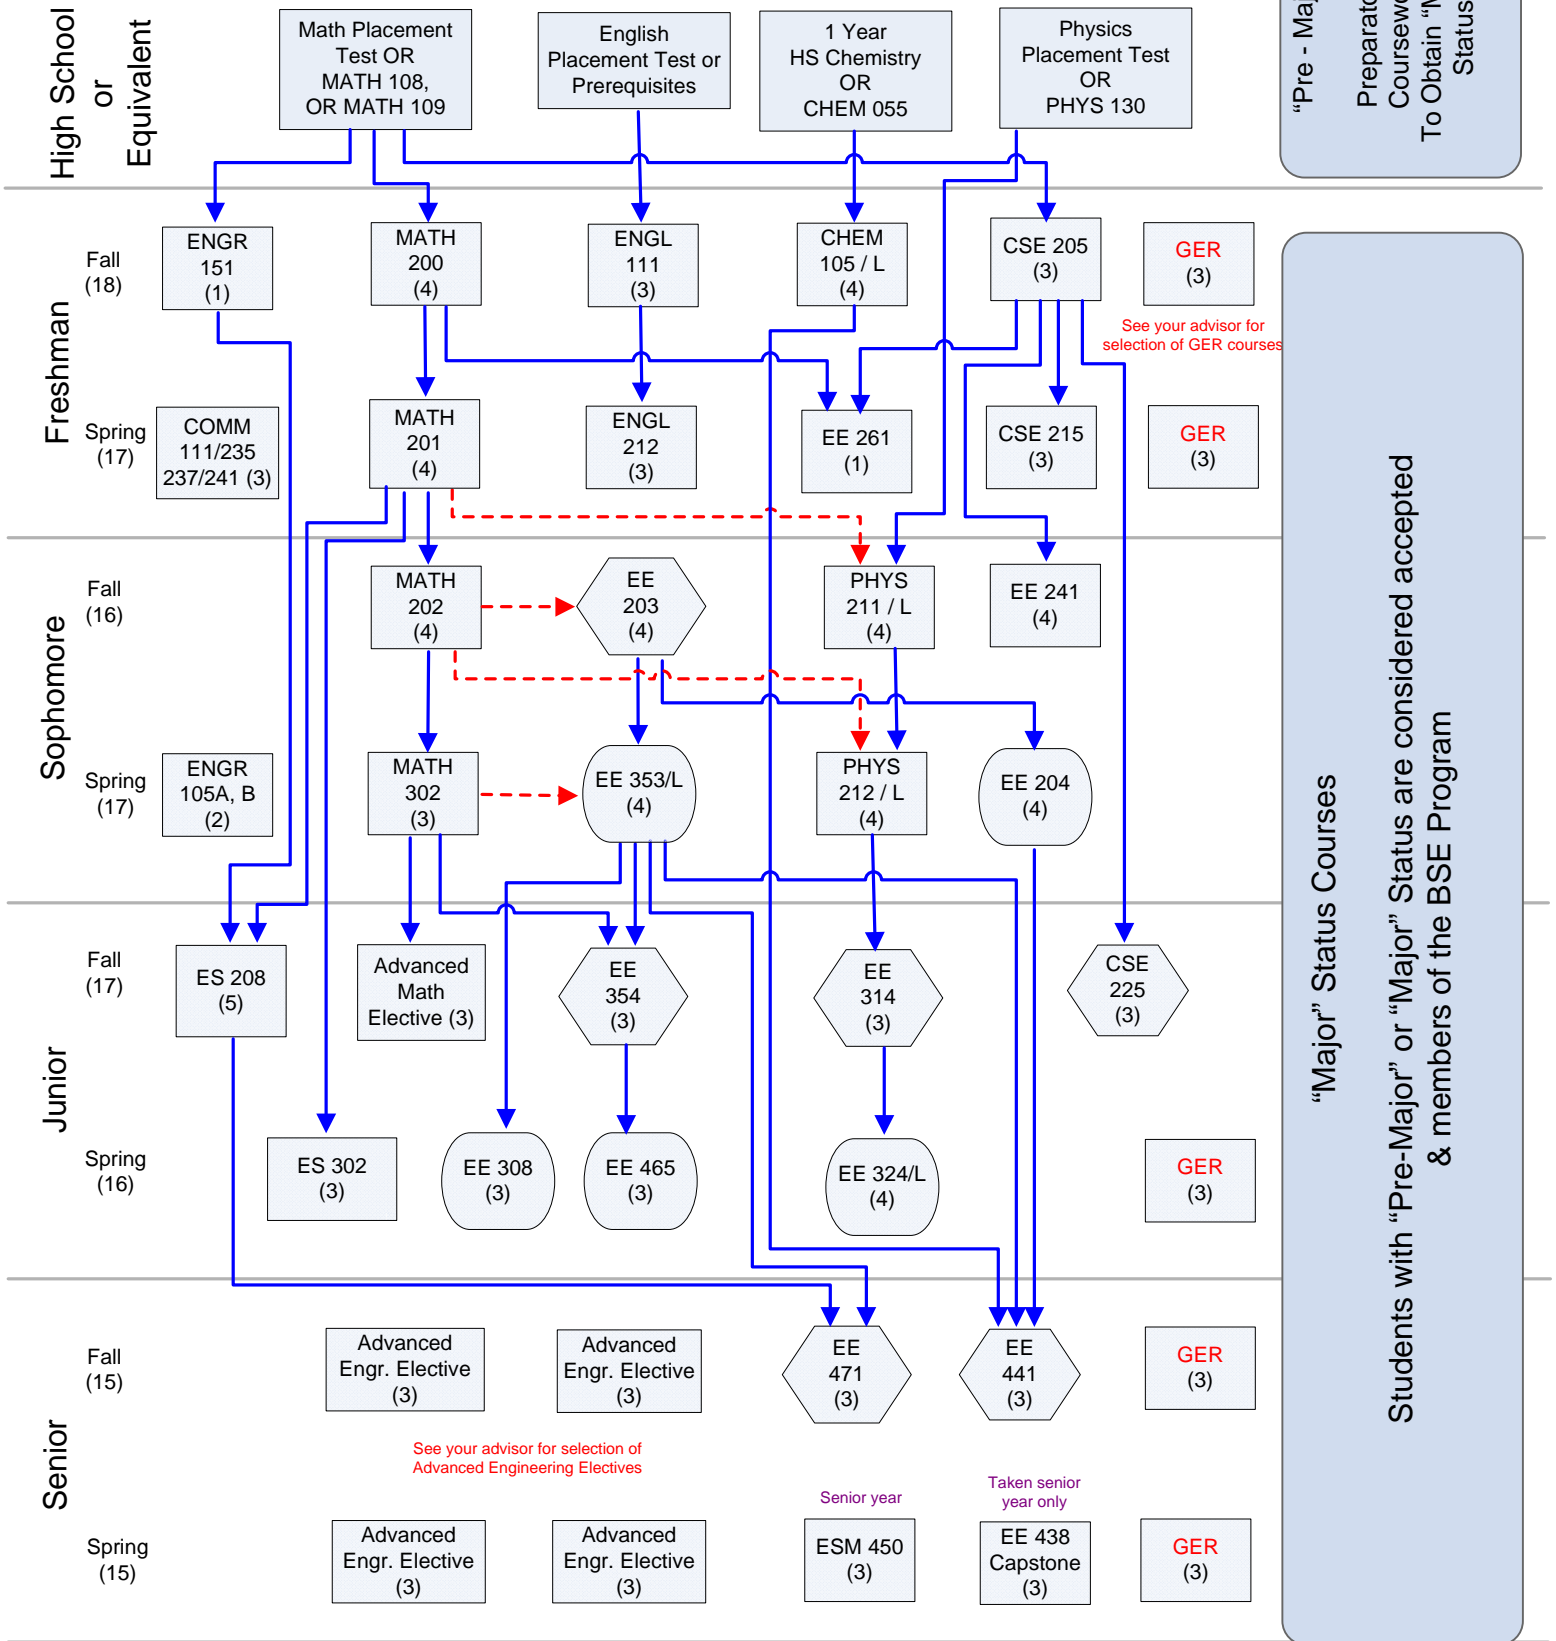 High School
or
Equivalent
Math Placement
Test OR
MATH 108,
OR MATH 109
English
Placement Test or
Prerequisites
1 Year
HS Chemistry
OR
CHEM 055
Physics
Placement Test
OR
PHYS 130
"Pre - Maj
Preparato
Coursew
To Obtain "M
Status
Freshman
Fall
(18)
ENGR
151
(1)
MATH
200
(4)
ENGL
111
(3)
CHEM
105 / L
(4)
CSE 205
(3)
GER
(3)
See your advisor for
selection of GER courses
Spring
(17)
COMM
111/235
237/241 (3)
MATH
201
(4)
ENGL
212
(3)
EE 261
(1)
CSE 215
(3)
GER
(3)
Sophomore
Fall
(16)
MATH
202
(4)
EE
203
(4)
PHYS
211 / L
(4)
EE 241
(4)
Spring
(17)
ENGR
105A, B
(2)
MATH
302
(3)
EE 353/L
(4)
PHYS
212 / L
(4)
EE 204
(4)
Junior
Fall
(17)
ES 208
(5)
Advanced
Math
Elective (3)
EE
354
(3)
EE
314
(3)
CSE
225
(3)
Spring
(16)
ES 302
(3)
EE 308
(3)
EE 465
(3)
EE 324/L
(4)
GER
(3)
Senior
Fall
(15)
Advanced
Engr. Elective
(3)
Advanced
Engr. Elective
(3)
EE
471
(3)
EE
441
(3)
GER
(3)
See your advisor for selection of
Advanced Engineering Electives
Senior year
Taken senior
year only
Spring
(15)
Advanced
Engr. Elective
(3)
Advanced
Engr. Elective
(3)
ESM 450
(3)
EE 438
Capstone
(3)
GER
(3)
"Major" Status Courses
Students with "Pre-Major" or "Major" Status are considered accepted
& members of the BSE Program